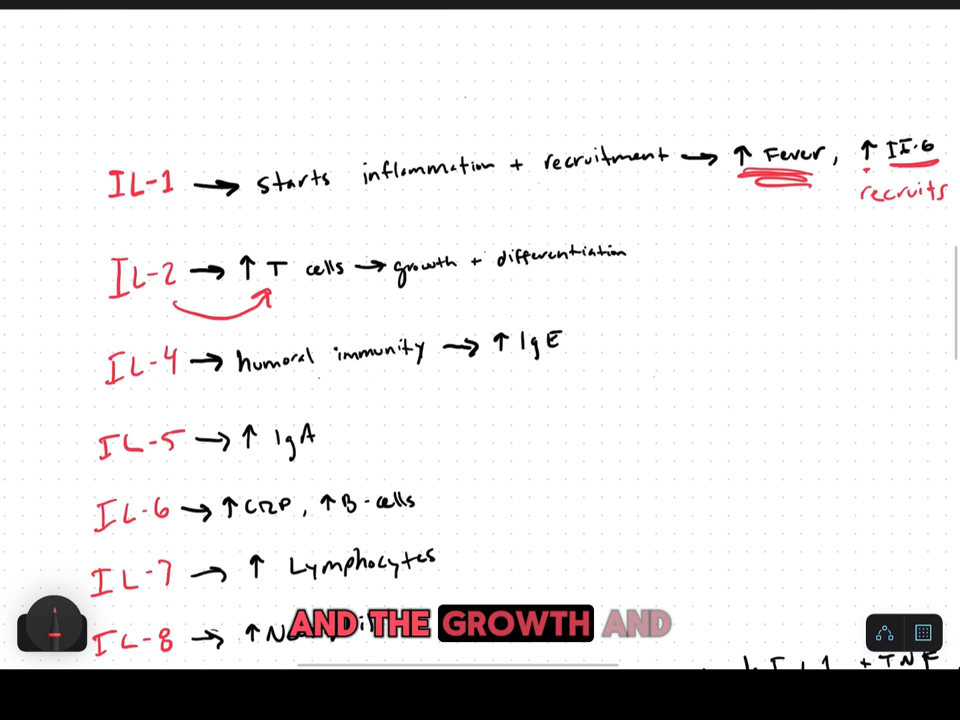 IL-1 → starts inflammation + recruitment → ↑ Fever, ↑ IL-6
recruits
IL-2 → ↑ T cells → growth + differentiation
IL-4 → humoral immunity → ↑ IgE
IL-5 → ↑ IgA
IL-6 → ↑ CRP, ↑ B-cells
IL-7 → ↑ Lymphocytes
IL-8 → ↑
AND THE GROWTH AND
+ TNF